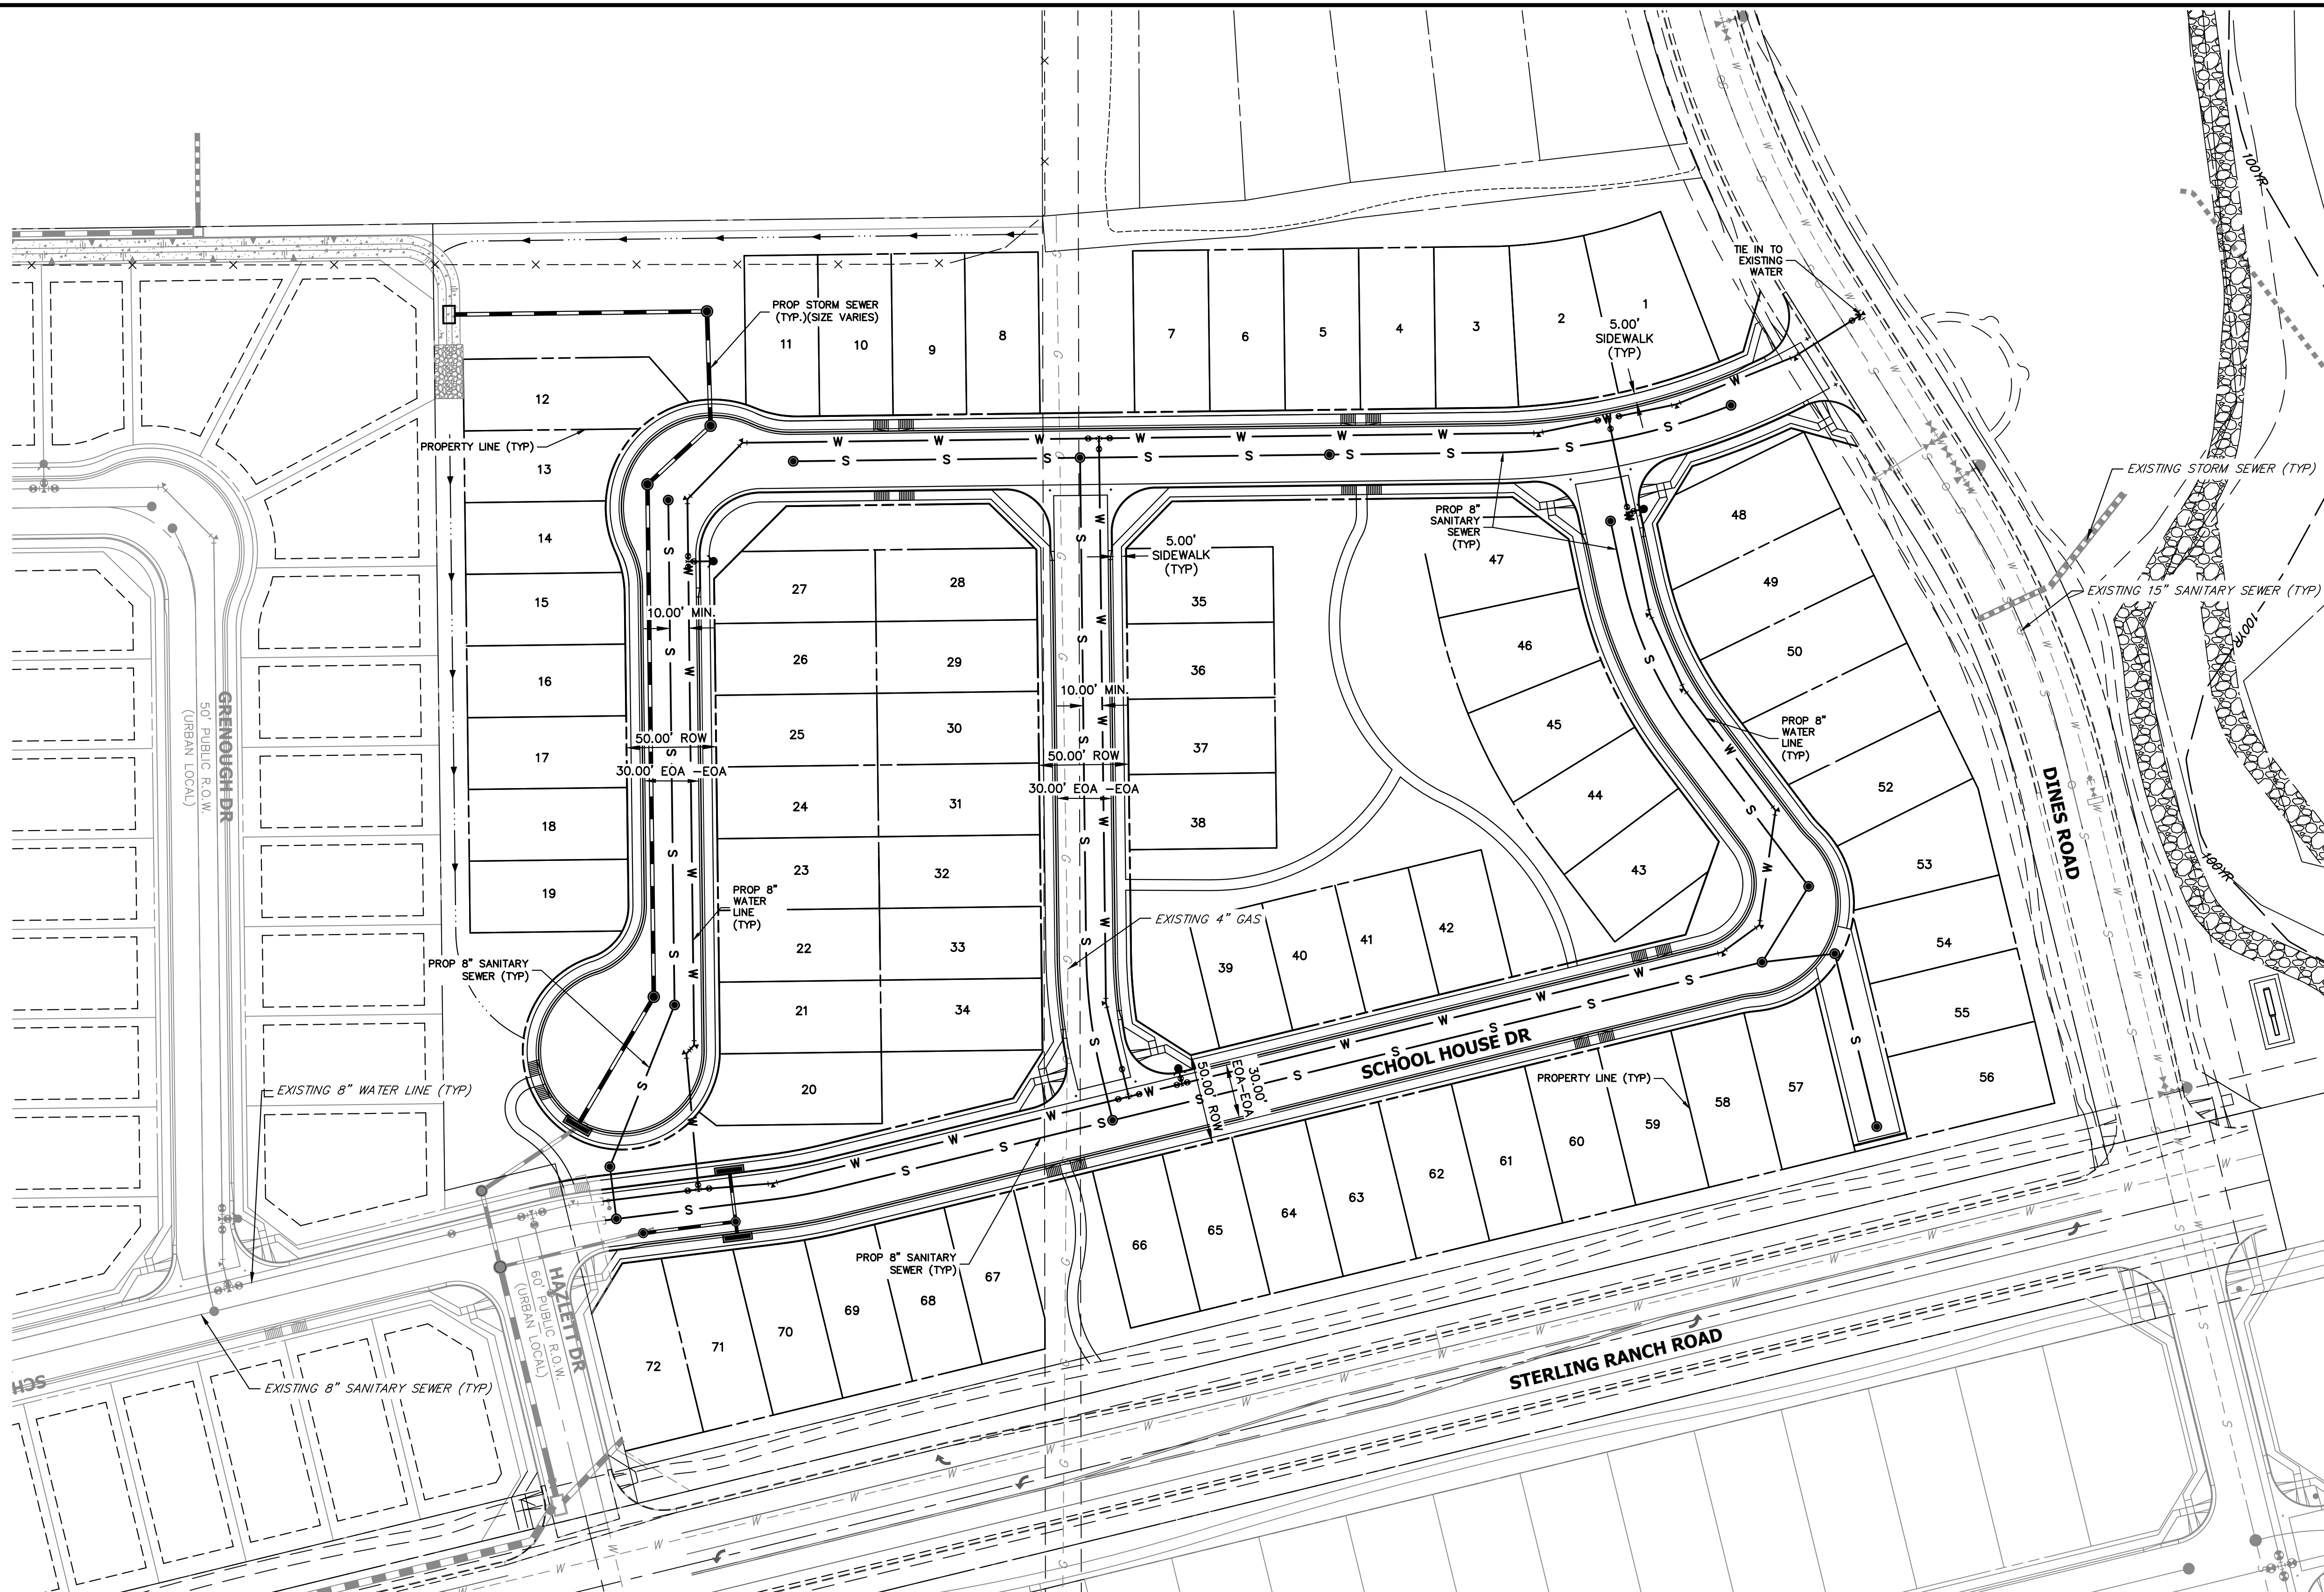 100YR
TIE IN TO
EXISTING
WATER
PROP STORM SEWER
(TYP.)(SIZE VARIES)
11
10
9
8
7
6
5
4
3
2
1
5.00'
SIDEWALK
(TYP)
12
PROPERTY LINE (TYP)
13
14
15
16
17
18
19
EXISTING STORM SEWER (TYP)
EXISTING 15" SANITARY SEWER (TYP)
100YR
100YR
PROP 8"
SANITARY
SEWER
(TYP)
5.00'
SIDEWALK
(TYP)
10.00' MIN.
10.00' MIN.
50.00' ROW
30.00' EOA -EOA
50.00' ROW
30.00' EOA -EOA
27
28
26
29
25
30
24
31
23
32
22
33
21
34
20
35
36
37
38
47
46
45
44
43
48
49
50
52
53
54
55
56
PROP 8"
WATER
LINE
(TYP)
PROP 8"
WATER
LINE
(TYP)
GRENOUGH DR
50' PUBLIC R.O.W.
(URBAN LOCAL)
DINES ROAD
EXISTING 4" GAS
39
40
41
42
PROP 8" SANITARY
SEWER (TYP)
EXISTING 8" WATER LINE (TYP)
SCHOOL HOUSE DR
30.00'
EOA-EOA
50.00' ROW
PROPERTY LINE (TYP)
57
58
59
60
61
62
63
64
65
66
67
68
69
70
71
72
PROP 8" SANITARY
SEWER (TYP)
HAZLETT DR
60' PUBLIC R.O.W.
(URBAN LOCAL)
SCH
EXISTING 8" SANITARY SEWER (TYP)
STERLING RANCH ROAD